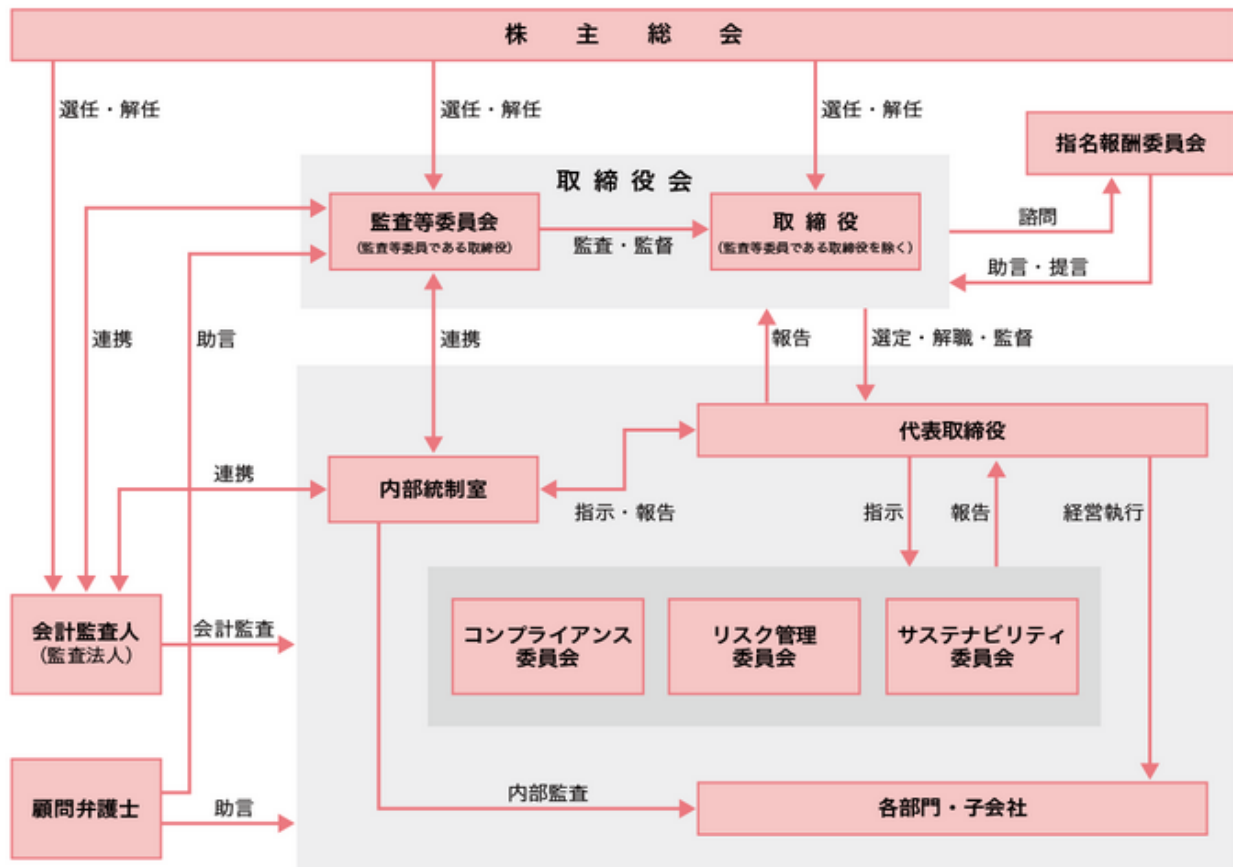 株主総会
選任・解任
選任・解任
選任・解任
指名報酬委員会
取締役会
監査等委員会
(監査等委員である取締役)
監査・監督
取締役
(監査等委員である取締役を除く)
諮問
助言・提言
連携
助言
連携
報告
選定・解職・監督
代表取締役
連携
内部統制室
指示・報告
指示
報告
経営執行
会計監査人
(監査法人)
会計監査
コンプライアンス
委員会
リスク管理
委員会
サステナビリティ
委員会
顧問弁護士
助言
内部監査
各部門・子会社